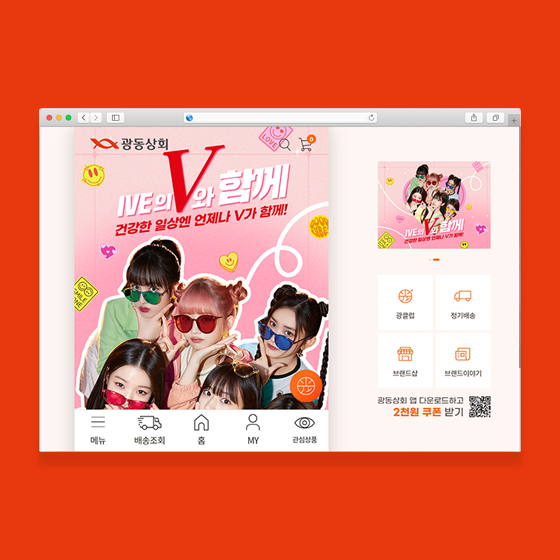 광동상회
0
LOVE
IVE의 V와 함께
건강한 일상엔 언제나 V가 함께!
SMILE
메뉴
배송조회
홈
MY
관심상품
IVE의 V와 함께
건강한 일상엔 언제나 V가 함께!
광클럽
정기배송
브랜드샵
브랜드이야기
광동상회 앱 다운로드하고
2천원 쿠폰 받기